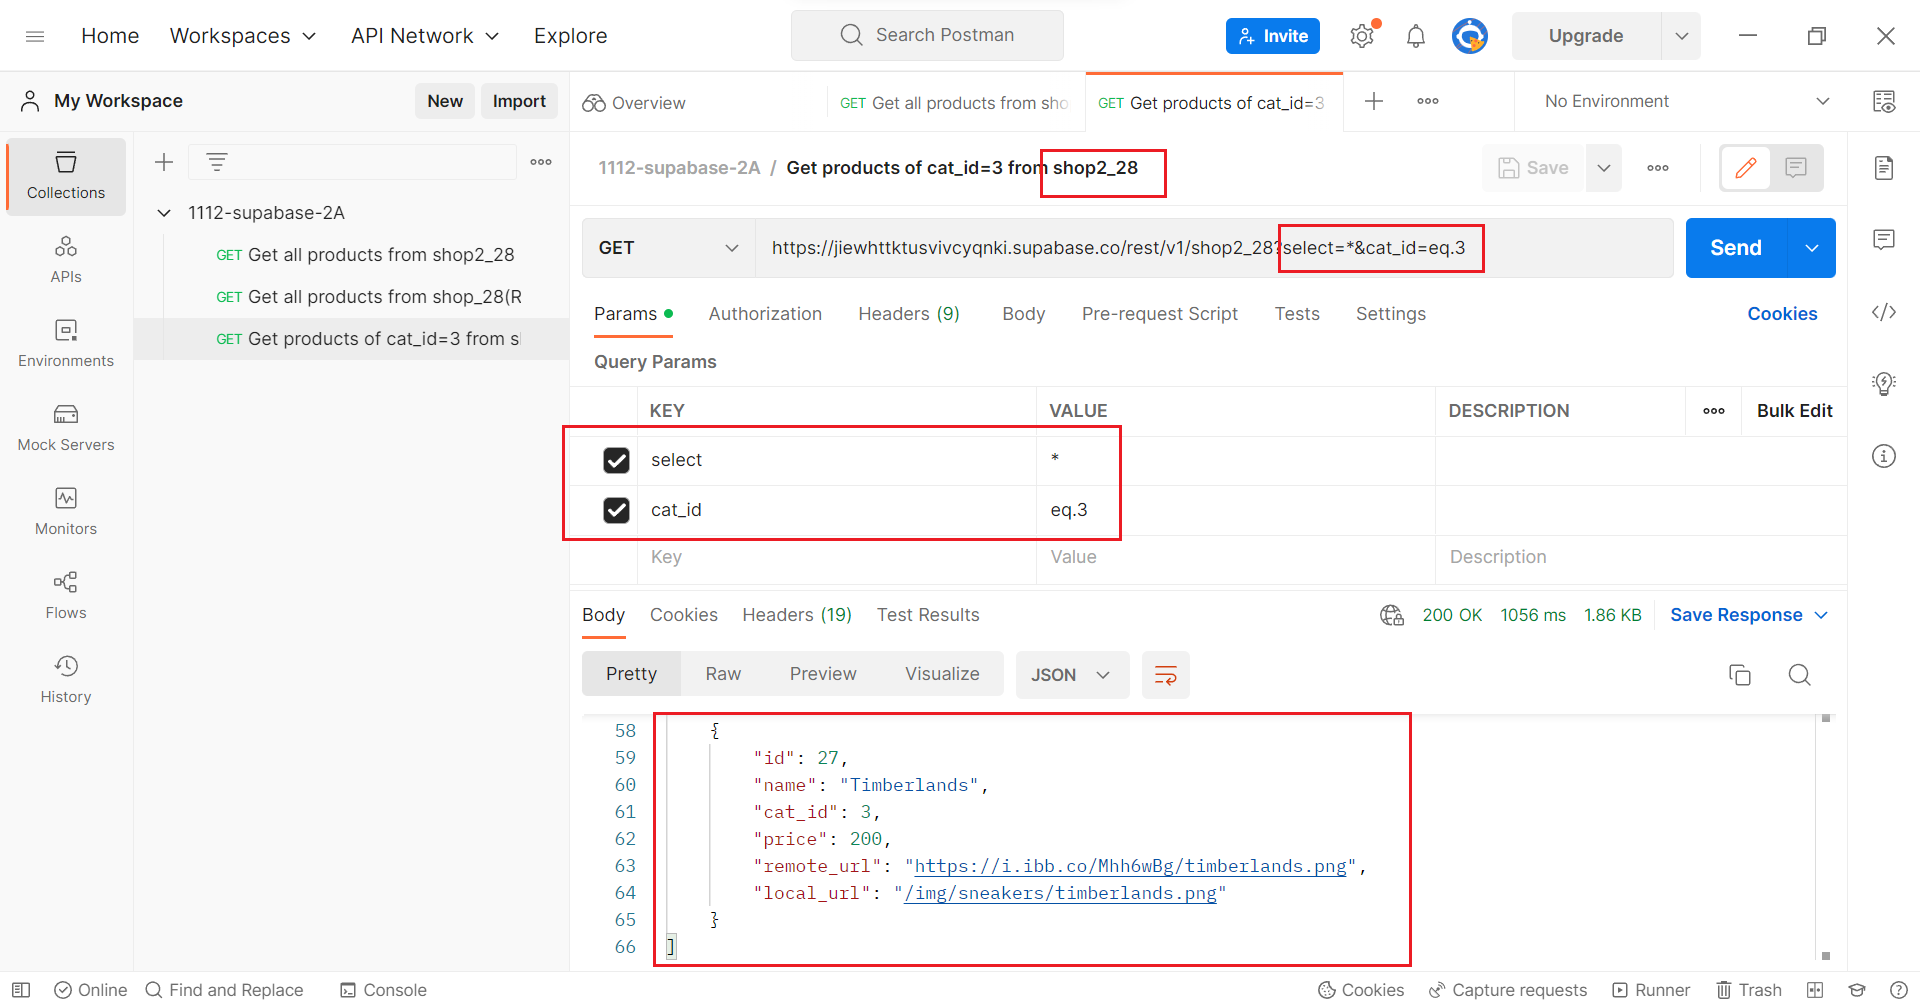 Home Workspaces API Network Explore Search Postman Invite Upgrade
My Workspace New Import Overview GET Get all products from sho GET Get products of cat_id=3 No Environment
1112-supabase-2A / Get products of cat_id=3 from shop2_28 Save
Collections
1112-supabase-2A
GET Get all products from shop2_28
GET Get all products from shop_28(R
GET Get products of cat_id=3 from s
APIs
Environments
Mock Servers
Monitors
Flows
History
GET https://jiewhttktusvivcyqnki.supabase.co/rest/v1/shop2_28?select=*&cat_id=eq.3 Send
Params Authorization Headers (9) Body Pre-request Script Tests Settings Cookies
Query Params
KEY VALUE DESCRIPTION Bulk Edit
select *
cat_id eq.3
Key Value Description
Body Cookies Headers (19) Test Results 200 OK 1056 ms 1.86 KB Save Response
Pretty Raw Preview Visualize JSON
58 {
59 "id": 27,
60 "name": "Timberlands",
61 "cat_id": 3,
62 "price": 200,
63 "remote_url": "https://i.ibb.co/Mhh6wBg/timberlands.png",
64 "local_url": "/img/sneakers/timberlands.png"
65 }
66 ]
Online Find and Replace Console Cookies Capture requests Runner Trash